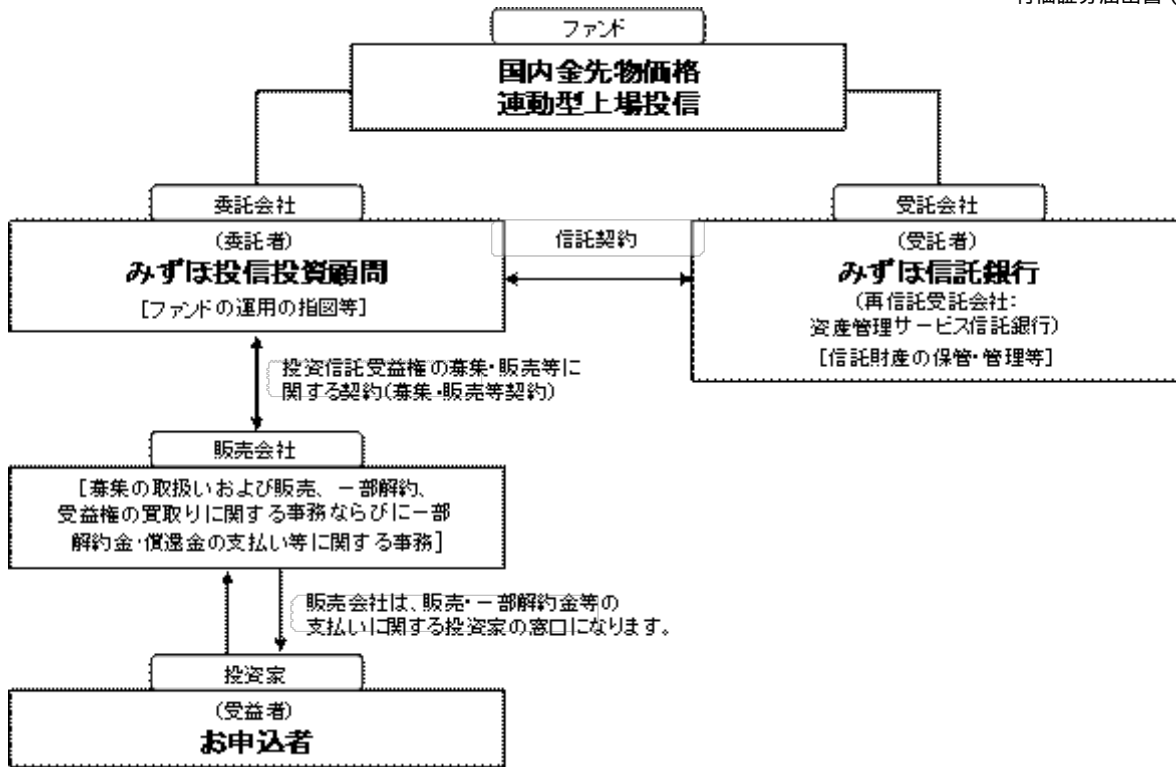 ファンド
国内金先物価格
連動型上場投信
委託会社
(委託者)
みずほ投信投資顧問
[ファンドの運用の指図等]
信託契約
受託会社
(受託者)
みずほ信託銀行
(再信託受託会社:
資産管理サービス信託銀行)
[信託財産の保管・管理等]
投資信託受益権の募集・販売等に
関する契約(募集・販売等契約)
販売会社
[募集の取扱いおよび販売、一部解約、
受益権の買取りに関する事務ならびに一部
解約金・償還金の支払い等に関する事務]
販売会社は、販売・一部解約金等の
支払いに関する投資家の窓口になります。
投資家
(受益者)
お申込者